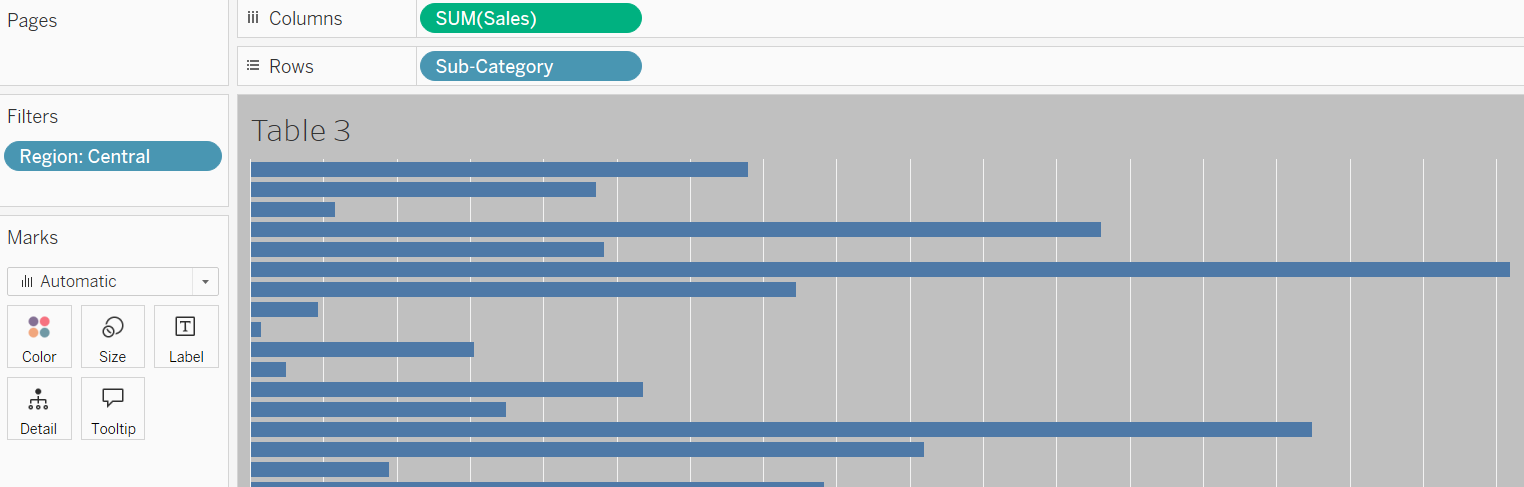 Pages
Columns
SUM(Sales)
Rows
Sub-Category
Filters
Region: Central
Table 3
Marks
Automatic
Color
Size
Label
T
Detail
Tooltip